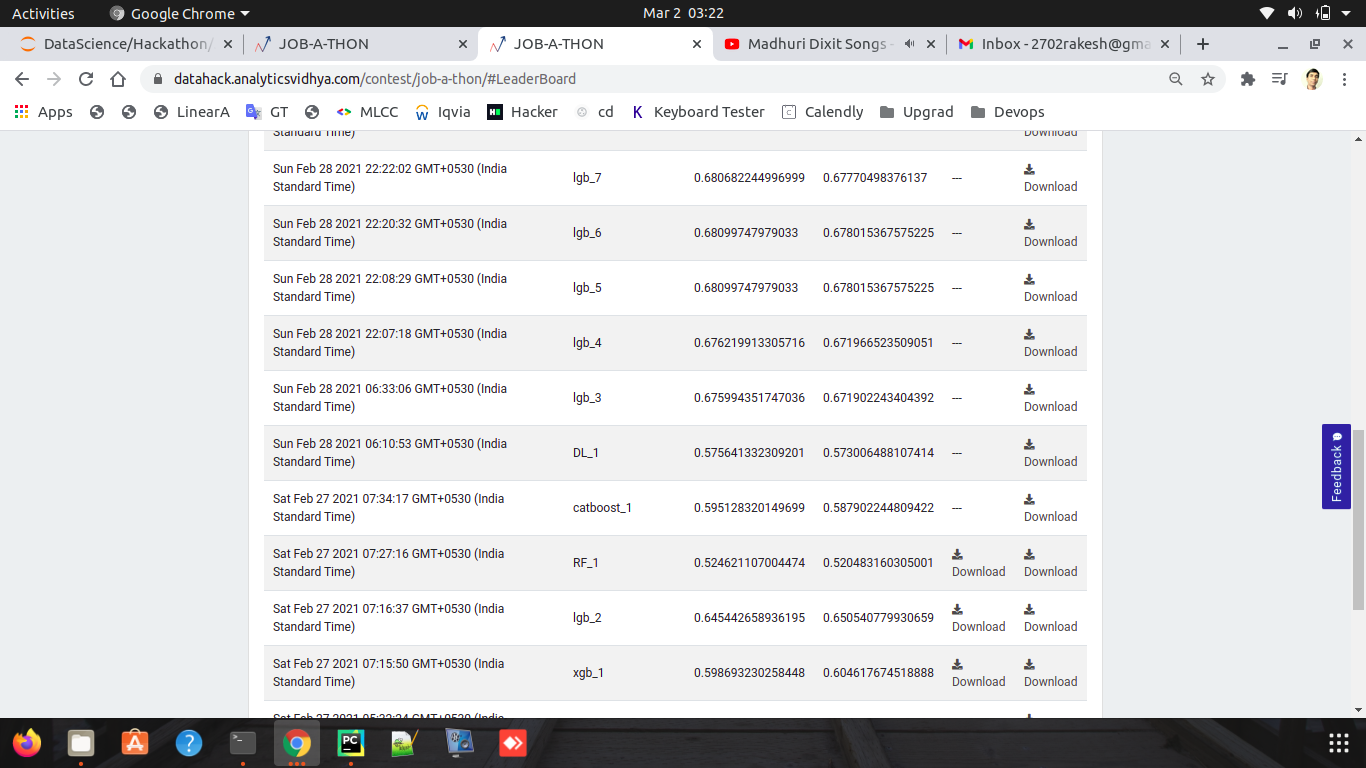 Activities Google Chrome Mar 2 03:22
DataScience/Hackathon/ JOB-A-THON JOB-A-THON Madhuri Dixit Songs - Inbox - 2702rakesh@gma
datahack.analyticsvidhya.com/contest/job-a-thon/#LeaderBoard
Apps LinearA GT MLCC Iqvia Hacker cd Keyboard Tester Calendly Upgrad Devops
Standard Time) Download
Sun Feb 28 2021 22:22:02 GMT+0530 (India
Standard Time) lgb_7 0.680682244996999 0.67770498376137 --- Download
Sun Feb 28 2021 22:20:32 GMT+0530 (India
Standard Time) lgb_6 0.68099747979033 0.678015367575225 --- Download
Sun Feb 28 2021 22:08:29 GMT+0530 (India
Standard Time) lgb_5 0.68099747979033 0.678015367575225 --- Download
Sun Feb 28 2021 22:07:18 GMT+0530 (India
Standard Time) lgb_4 0.676219913305716 0.671966523509051 --- Download
Sun Feb 28 2021 06:33:06 GMT+0530 (India
Standard Time) lgb_3 0.675994351747036 0.671902243404392 --- Download
Sun Feb 28 2021 06:10:53 GMT+0530 (India
Standard Time) DL_1 0.575641332309201 0.573006488107414 --- Download
Sat Feb 27 2021 07:34:17 GMT+0530 (India
Standard Time) catboost_1 0.595128320149699 0.587902244809422 --- Download
Sat Feb 27 2021 07:27:16 GMT+0530 (India
Standard Time) RF_1 0.524621107004474 0.520483160305001 Download Download
Sat Feb 27 2021 07:16:37 GMT+0530 (India
Standard Time) lgb_2 0.645442658936195 0.650540779930659 Download Download
Sat Feb 27 2021 07:15:50 GMT+0530 (India
Standard Time) xgb_1 0.598693230258448 0.604617674518888 Download Download
Feedback